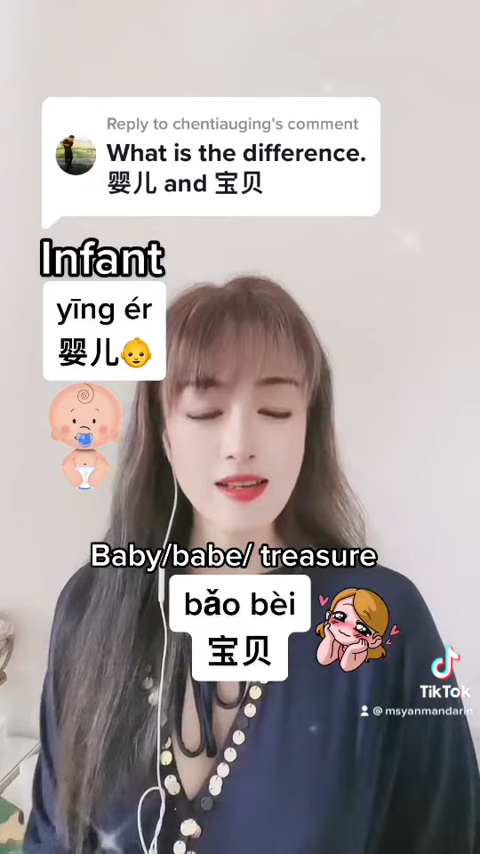 Reply to chentiauging's comment
What is the difference.
婴儿 and 宝贝
Infant
yīng ér
婴儿
Baby/babe/ treasure
bǎo bèi
宝贝
TikTok
@msyanmandarin